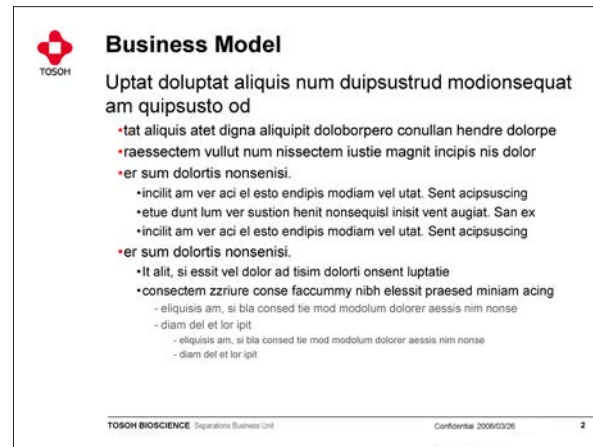 TOSOH
Business Model
Uptat doluptat aliquis num duipsustrud modionsequat
am quipsusto od
•tat aliquis atet digna aliquipit doloborpero conullan hendre dolorpe
•raessectem vullut num nissectem iustie magnit incipis nis dolor
•er sum dolortis nonsenisi.
•incilit am ver aci el esto endipis modiam vel utat. Sent acipsuscing
•etue dunt lum ver sustion henit nonsequisl inisit vent augiat. San ex
•incilit am ver aci el esto endipis modiam vel utat. Sent acipsuscing
•er sum dolortis nonsenisi.
•It alit, si essit vel dolor ad tisim dolorti onsent luptatie
•consectem zzriure conse faccummy nibh elessit praesed miniam acing
- eliquisis am, si bla consed tie mod modolum dolorer aessis nim nonse
- diam del et lor ipit
- eliquisis am, si bla consed tie mod modolum dolorer aessis nim nonse
- diam del et lor ipit
TOSOH BIOSCIENCE Separations Business Unit Confidential 2008/03/26 2